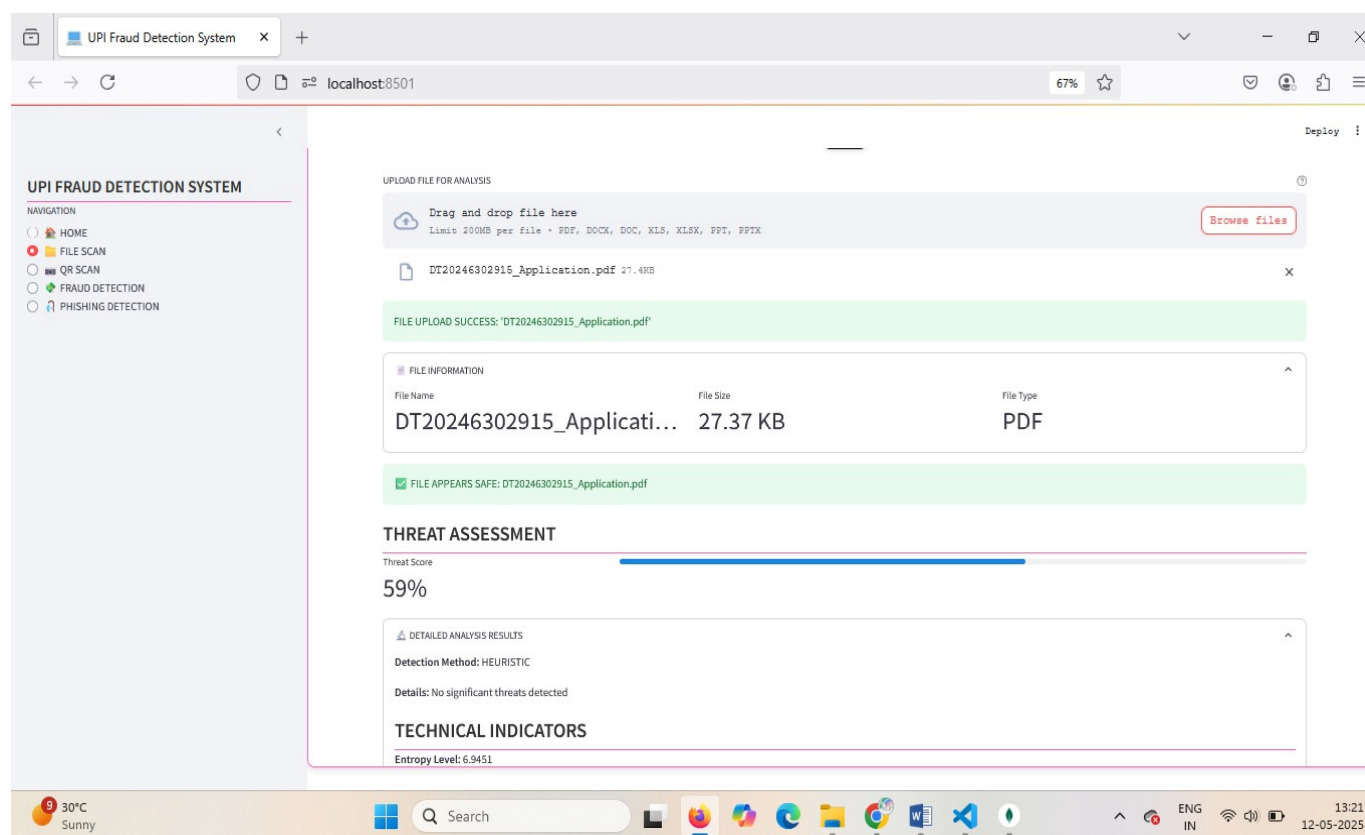 UPI Fraud Detection System
localhost:8501
67%
Deploy
UPI FRAUD DETECTION SYSTEM
NAVIGATION
HOME
FILE SCAN
QR SCAN
FRAUD DETECTION
PHISHING DETECTION
UPLOAD FILE FOR ANALYSIS
Drag and drop file here
Limit 200MB per file • PDF, DOCX, DOC, XLS, XLSX, PPT, PPTX
Browse files
DT20246302915_Application.pdf 27.4KB
FILE UPLOAD SUCCESS: 'DT20246302915_Application.pdf'
FILE INFORMATION
File Name File Size File Type
DT20246302915_Applicati... 27.37 KB PDF
FILE APPEARS SAFE: DT20246302915_Application.pdf
THREAT ASSESSMENT
Threat Score
59%
DETAILED ANALYSIS RESULTS
Detection Method: HEURISTIC
Details: No significant threats detected
TECHNICAL INDICATORS
Entropy Level: 6.9451
9
30°C
Sunny
Search
ENG
IN
13:21
12-05-2025